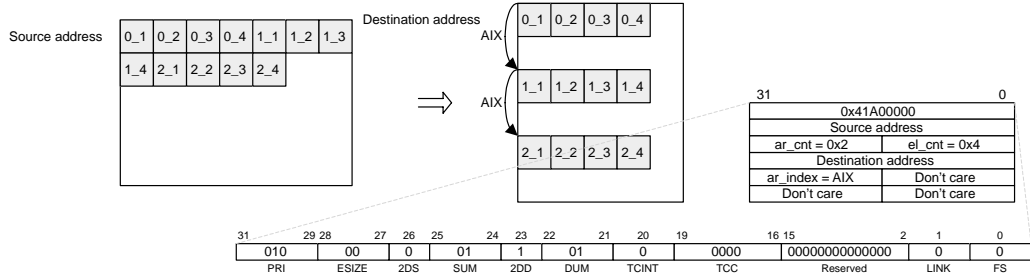 Source address
0_1 0_2 0_3 0_4 1_1 1_2 1_3
1_4 2_1 2_2 2_3 2_4
Destination address
AIX
AIX
0_1 0_2 0_3 0_4
1_1 1_2 1_3 1_4
2_1 2_2 2_3 2_4
31 0
0x41A00000
Source address
ar_cnt = 0x2 el_cnt = 0x4
Destination address
ar_index = AIX Don't care
Don't care Don't care
31 29 28 27 26 25 24 23 22 21 20 19 16 15 2 1 0
010 00 0 01 1 01 0 0000 00000000000000 0 0
PRI ESIZE 2DS SUM 2DD DUM TCINT TCC Reserved LINK FS